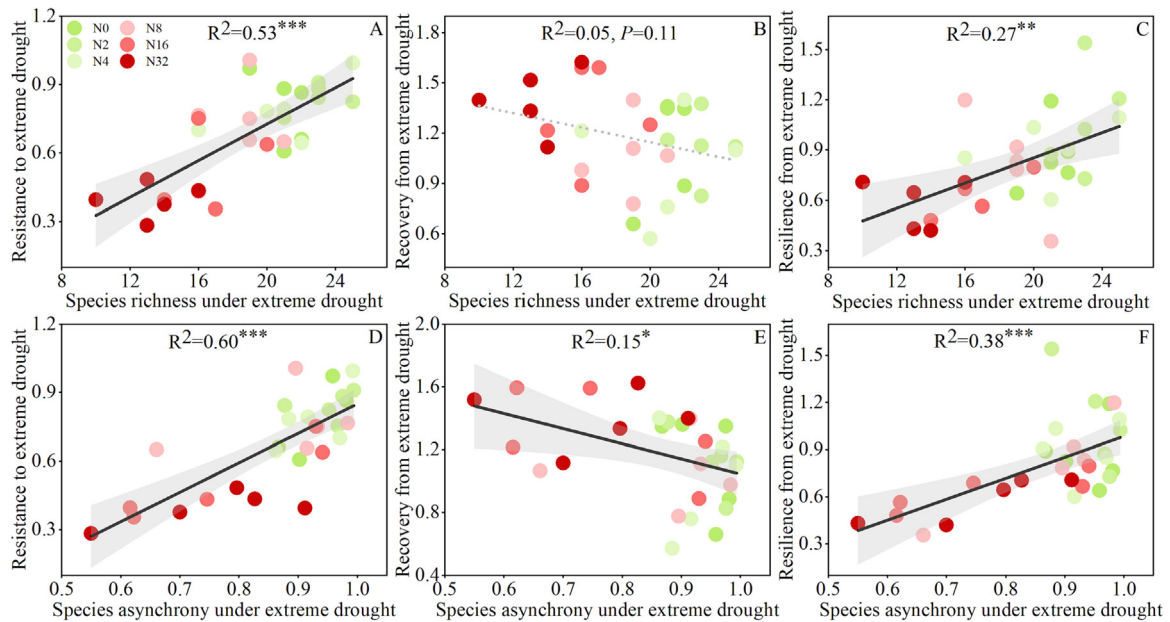 R²=0.53*** A
N0 N8
N2 N16
N4 N32
1.2
0.9
0.6
0.3
Resistance to extreme drought
8 12 16 20 24
Species richness under extreme drought
R²=0.05, P=0.11 B
1.8
1.5
1.2
0.9
0.6
Recovery from extreme drought
8 12 16 20 24
Species richness under extreme drought
R²=0.27** C
1.5
1.2
0.9
0.6
0.3
Resilience from extreme drought
8 12 16 20 24
Species richness under extreme drought
R²=0.60*** D
1.2
0.9
0.6
0.3
Resistance to extreme drought
0.5 0.6 0.7 0.8 0.9 1.0
Species asynchrony under extreme drought
R²=0.15* E
2.0
1.6
1.2
0.8
0.4
Recovery from extreme drought
0.5 0.6 0.7 0.8 0.9 1.0
Species asynchrony under extreme drought
R²=0.38*** F
1.5
1.2
0.9
0.6
0.3
Resilience from extreme drought
0.5 0.6 0.7 0.8 0.9 1.0
Species asynchrony under extreme drought